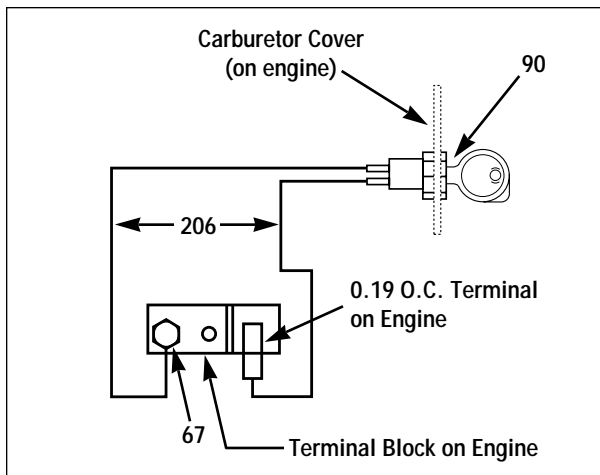 Carburetor Cover
(on engine)
90
206
0.19 O.C. Terminal
on Engine
67
Terminal Block on Engine